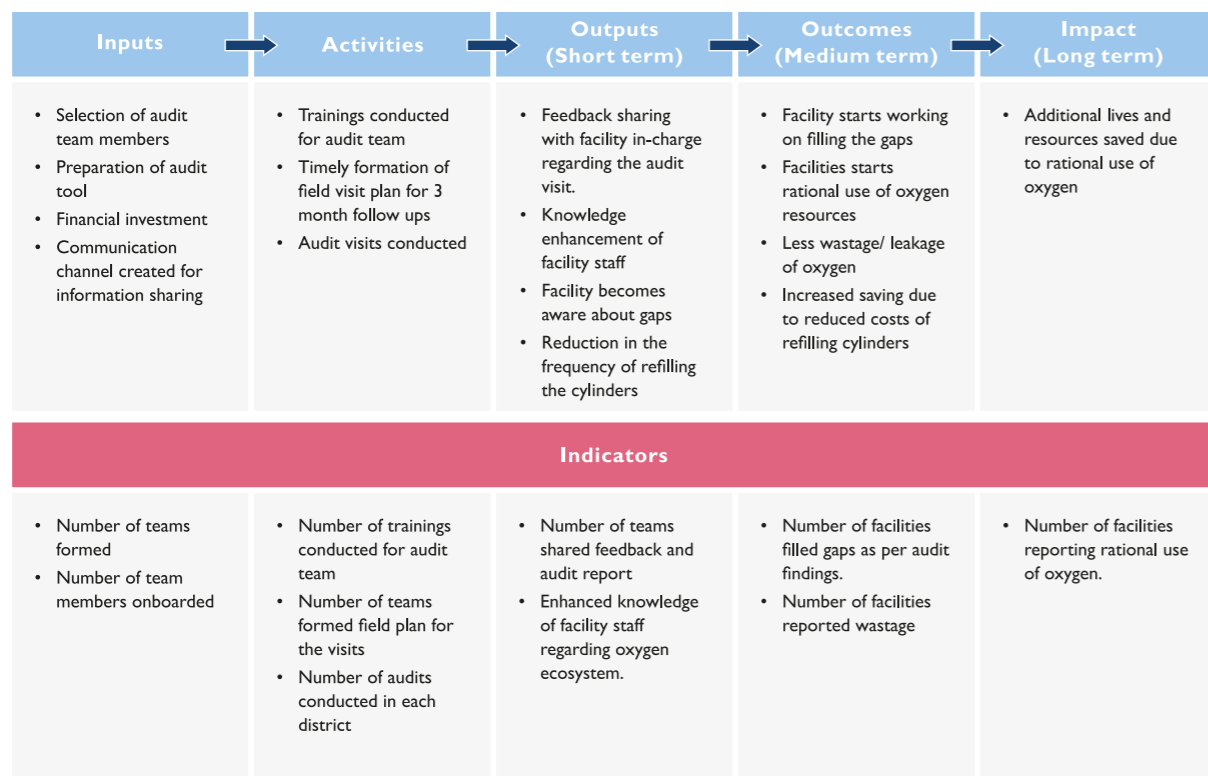 Inputs
Activities
Outputs
(Short term)
Outcomes
(Medium term)
Impact
(Long term)
• Selection of audit
team members
• Preparation of audit
tool
• Financial investment
• Communication
channel created for
information sharing
• Trainings conducted
for audit team
• Timely formation of
field visit plan for 3
month follow ups
• Audit visits conducted
• Feedback sharing
with facility in-charge
regarding the audit
visit.
• Knowledge
enhancement of
facility staff
• Facility becomes
aware about gaps
• Reduction in the
frequency of refilling
the cylinders
• Facility starts working
on filling the gaps
• Facilities starts
rational use of oxygen
resources
• Less wastage/ leakage
of oxygen
• Increased saving due
to reduced costs of
refilling cylinders
• Additional lives and
resources saved due
to rational use of
oxygen
Indicators
• Number of teams
formed
• Number of team
members onboarded
• Number of trainings
conducted for audit
team
• Number of teams
formed field plan for
the visits
• Number of audits
conducted in each
district
• Number of teams
shared feedback and
audit report
• Enhanced knowledge
of facility staff
regarding oxygen
ecosystem.
• Number of facilities
filled gaps as per audit
findings.
• Number of facilities
reported wastage
• Number of facilities
reporting rational use
of oxygen.